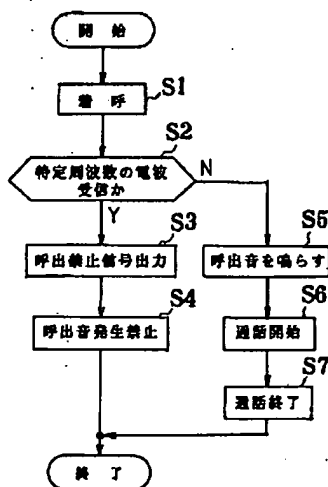 開始
S1
着呼
S2
特定周波数の電波
受信か
N
Y
S3
呼出禁止信号出力
S4
呼出音発生禁止
S5
呼出音を鳴らす
S6
通話開始
S7
通話終了
終了